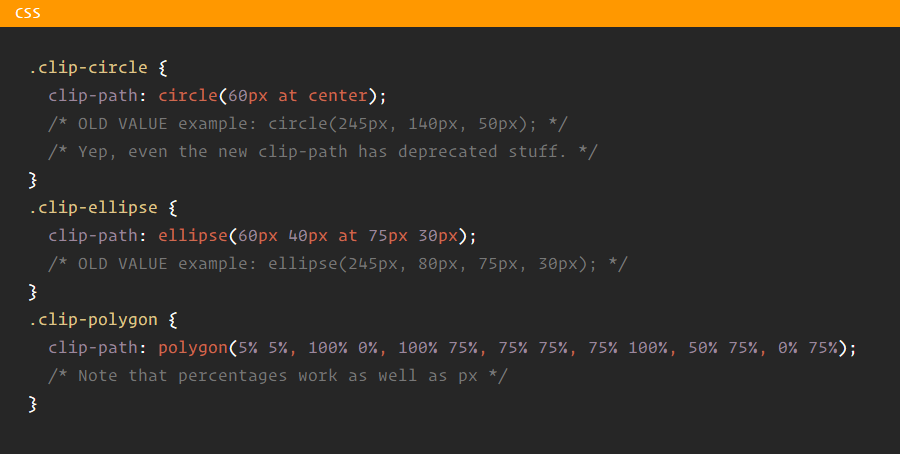 CSS
.clip-circle {
  clip-path: circle(60px at center);
  /* OLD VALUE example: circle(245px, 140px, 50px); */
  /* Yep, even the new clip-path has deprecated stuff. */
}
.clip-ellipse {
  clip-path: ellipse(60px 40px at 75px 30px);
  /* OLD VALUE example: ellipse(245px, 80px, 75px, 30px); */
}
.clip-polygon {
  clip-path: polygon(5% 5%, 100% 0%, 100% 75%, 75% 75%, 75% 100%, 50% 75%, 0% 75%);
  /* Note that percentages work as well as px */
}